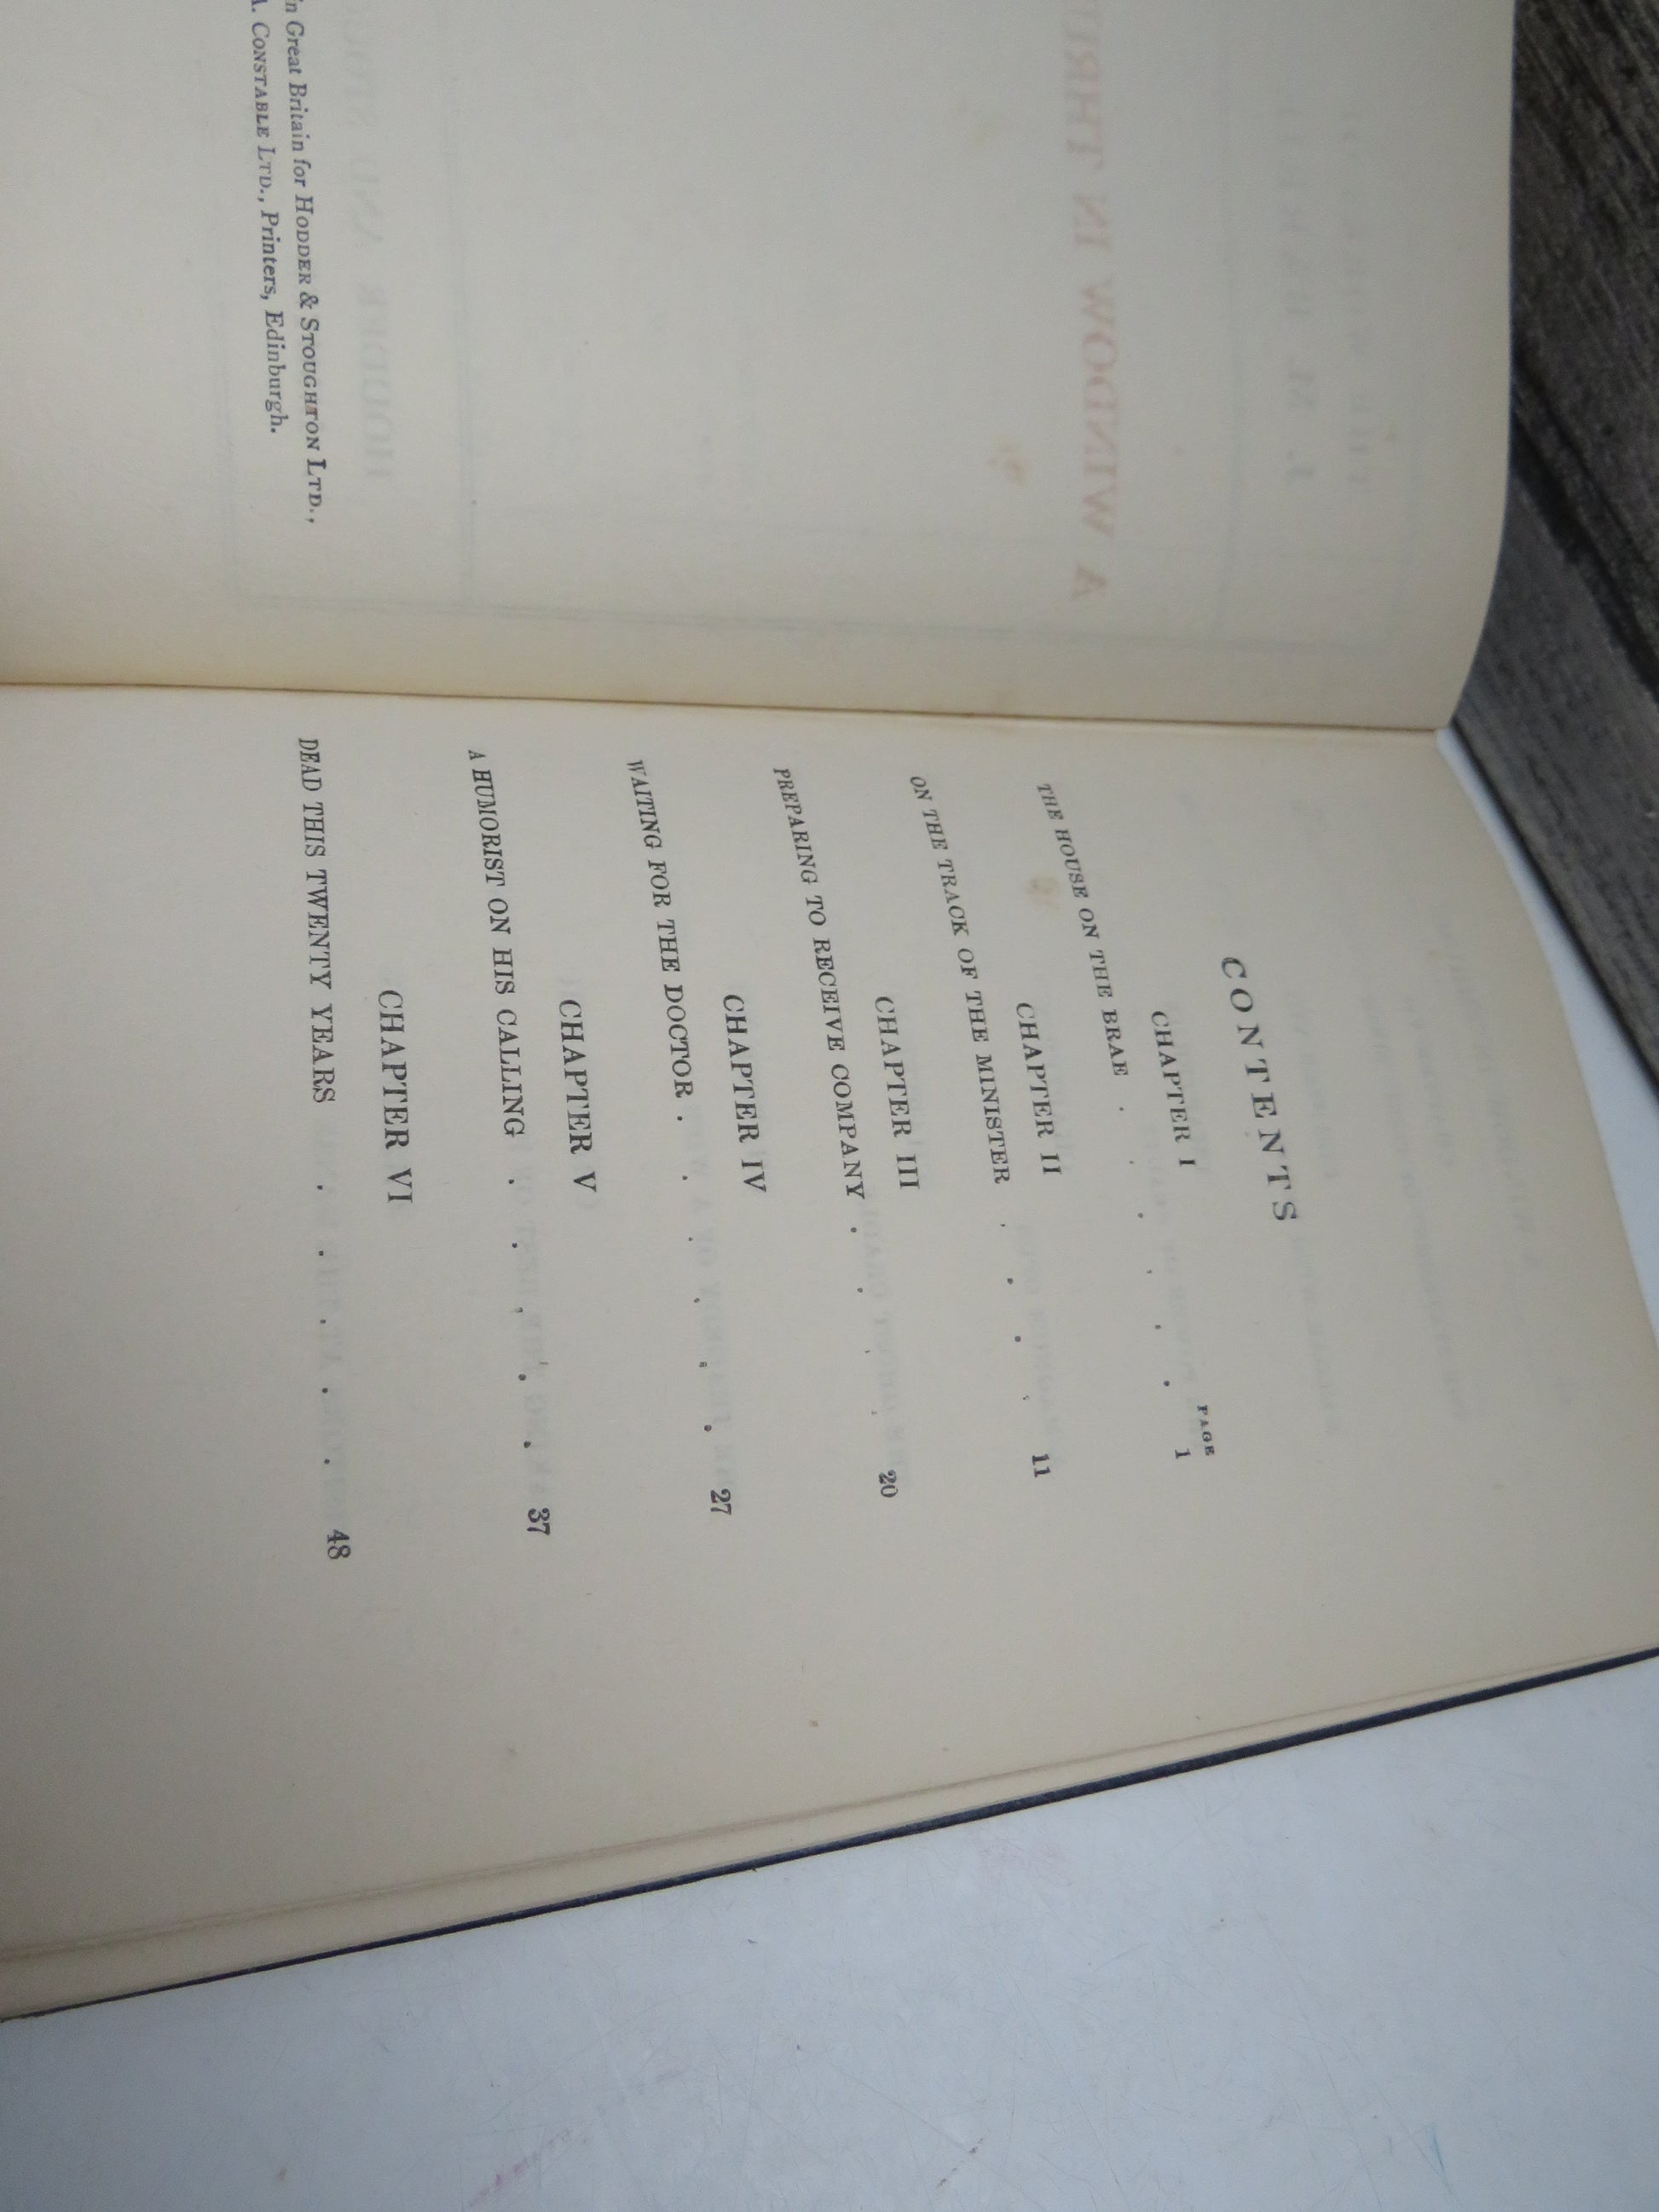 n Great Britain for HODDER & STOUGHTON LTD.,
A. CONSTABLE LTD., Printers, Edinburgh.
CONTENTS
PAGE
CHAPTER I
THE HOUSE ON THE BRAE . . . . . . 1
CHAPTER II
ON THE TRACK OF THE MINISTER . . . . 11
CHAPTER III
PREPARING TO RECEIVE COMPANY . . . . 20
CHAPTER IV
WAITING FOR THE DOCTOR . . . . . . 27
CHAPTER V
A HUMORIST ON HIS CALLING . . . . . 37
CHAPTER VI
DEAD THIS TWENTY YEARS . . . . . 48